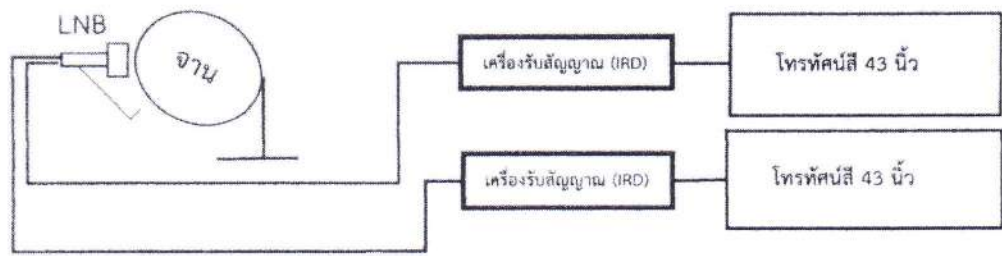 LNB
จาน
เครื่องรับสัญญาณ (IRD)
โทรทัศน์สี 43 นิ้ว
เครื่องรับสัญญาณ (IRD)
โทรทัศน์สี 43 นิ้ว